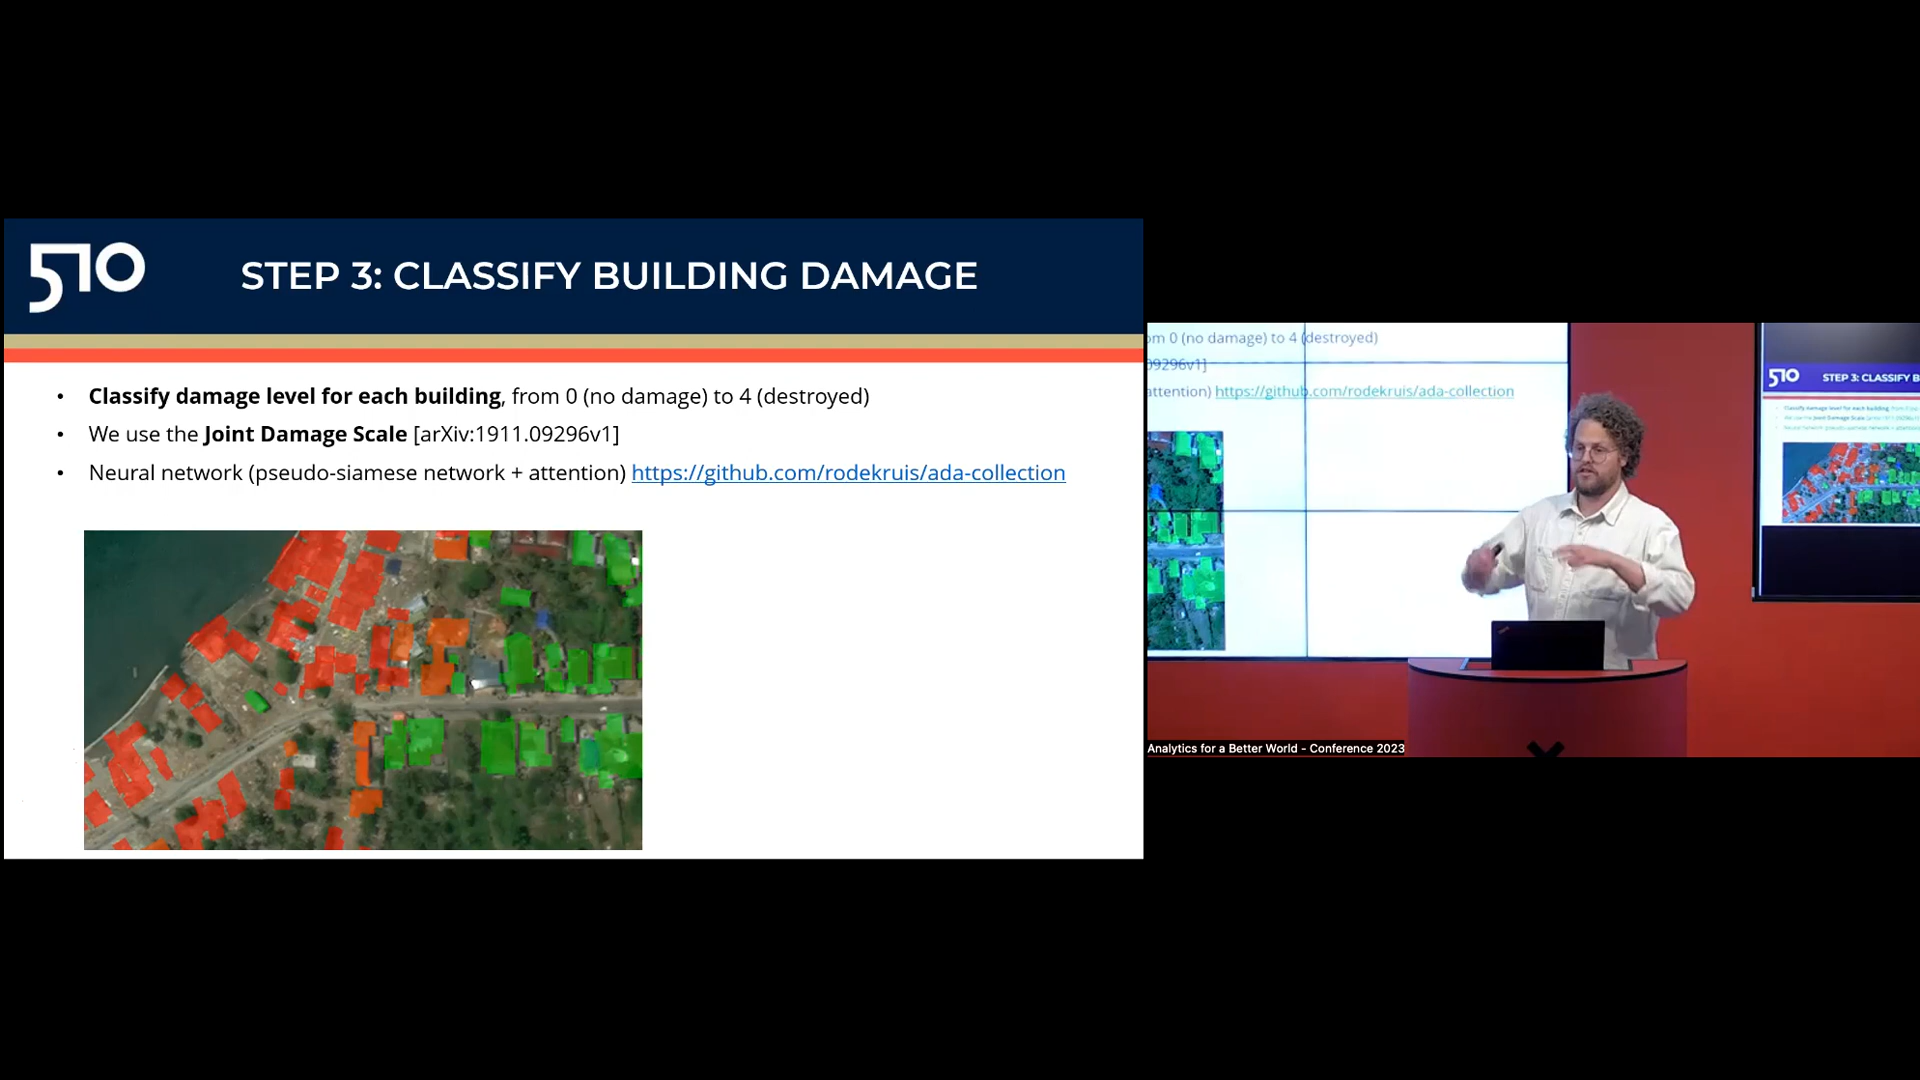 510
STEP 3: CLASSIFY BUILDING DAMAGE
• Classify damage level for each building, from 0 (no damage) to 4 (destroyed)
• We use the Joint Damage Scale [arXiv:1911.09296v1]
• Neural network (pseudo-siamese network + attention) https://github.com/rodekruis/ada-collection
om 0 (no damage) to 4 (destroyed)
09296v1]
attention) https://github.com/rodekruis/ada-collection
510
STEP 3: CLASSIFY B
Analytics for a Better World - Conference 2023